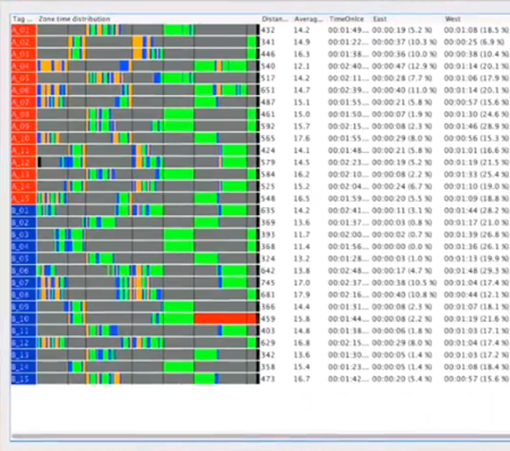 Tag ... Zone time distribution Distan... Averag... TimeOnIce East West
A_01 432 14.2 00:01:49... 00:00:19 (5.2 %) 00:01:08 (18.5 %)
A_02 341 14.9 00:01:22... 00:00:37 (10.3 %) 00:00:25 (6.9 %)
A_03 446 16.3 00:01:38... 00:00:36 (10.0 %) 00:00:38 (10.4 %)
A_04 540 12.1 00:02:40... 00:00:47 (12.9 %) 00:01:14 (20.1 %)
A_05 517 14.2 00:02:11... 00:00:28 (7.7 %) 00:01:06 (17.9 %)
A_06 651 14.7 00:02:39... 00:00:40 (11.0 %) 00:01:14 (20.1 %)
A_07 487 15.1 00:01:55... 00:00:21 (5.8 %) 00:00:57 (15.6 %)
A_08 461 15.0 00:01:50... 00:00:07 (1.9 %) 00:01:30 (24.6 %)
A_09 592 15.7 00:02:15... 00:00:08 (2.3 %) 00:01:46 (28.9 %)
A_10 565 17.6 00:01:55... 00:00:29 (8.0 %) 00:00:56 (15.3 %)
A_11 424 14.1 00:01:48... 00:00:21 (5.8 %) 00:01:01 (16.6 %)
A_12 579 14.5 00:02:23... 00:00:19 (5.2 %) 00:01:19 (21.5 %)
A_13 584 16.2 00:02:10... 00:00:08 (2.2 %) 00:01:33 (25.4 %)
A_14 525 15.2 00:02:04... 00:00:24 (6.7 %) 00:01:10 (19.0 %)
A_15 468 16.5 00:01:59... 00:00:20 (5.5 %) 00:01:09 (18.8 %)
B_01 635 14.2 00:02:41... 00:00:11 (3.1 %) 00:01:44 (28.2 %)
B_02 369 13.6 00:01:37... 00:00:03 (0.8 %) 00:01:17 (21.0 %)
B_03 393 11.7 00:02:00... 00:00:02 (0.7 %) 00:01:39 (26.8 %)
B_04 368 11.4 00:01:56... 00:00:00 (0.0 %) 00:01:36 (26.1 %)
B_05 324 13.2 00:01:28... 00:00:03 (1.0 %) 00:01:13 (19.9 %)
B_06 642 13.8 00:02:48... 00:00:17 (4.7 %) 00:01:48 (29.3 %)
B_07 745 17.0 00:02:37... 00:00:38 (10.5 %) 00:01:04 (17.4 %)
B_08 681 17.9 00:02:16... 00:00:40 (10.8 %) 00:00:44 (12.1 %)
B_09 366 14.4 00:01:31... 00:00:08 (2.3 %) 00:01:07 (18.1 %)
B_10 459 15.8 00:01:44... 00:00:08 (2.2 %) 00:01:19 (21.6 %)
B_11 403 14.8 00:01:38... 00:00:06 (1.8 %) 00:01:03 (17.1 %)
B_12 629 16.8 00:02:15... 00:00:29 (8.0 %) 00:01:04 (17.4 %)
B_13 342 13.6 00:01:30... 00:00:05 (1.4 %) 00:01:03 (17.2 %)
B_14 358 15.4 00:01:23... 00:00:05 (1.4 %) 00:01:08 (18.4 %)
B_15 473 16.7 00:01:42... 00:00:20 (5.4 %) 00:00:57 (15.6 %)